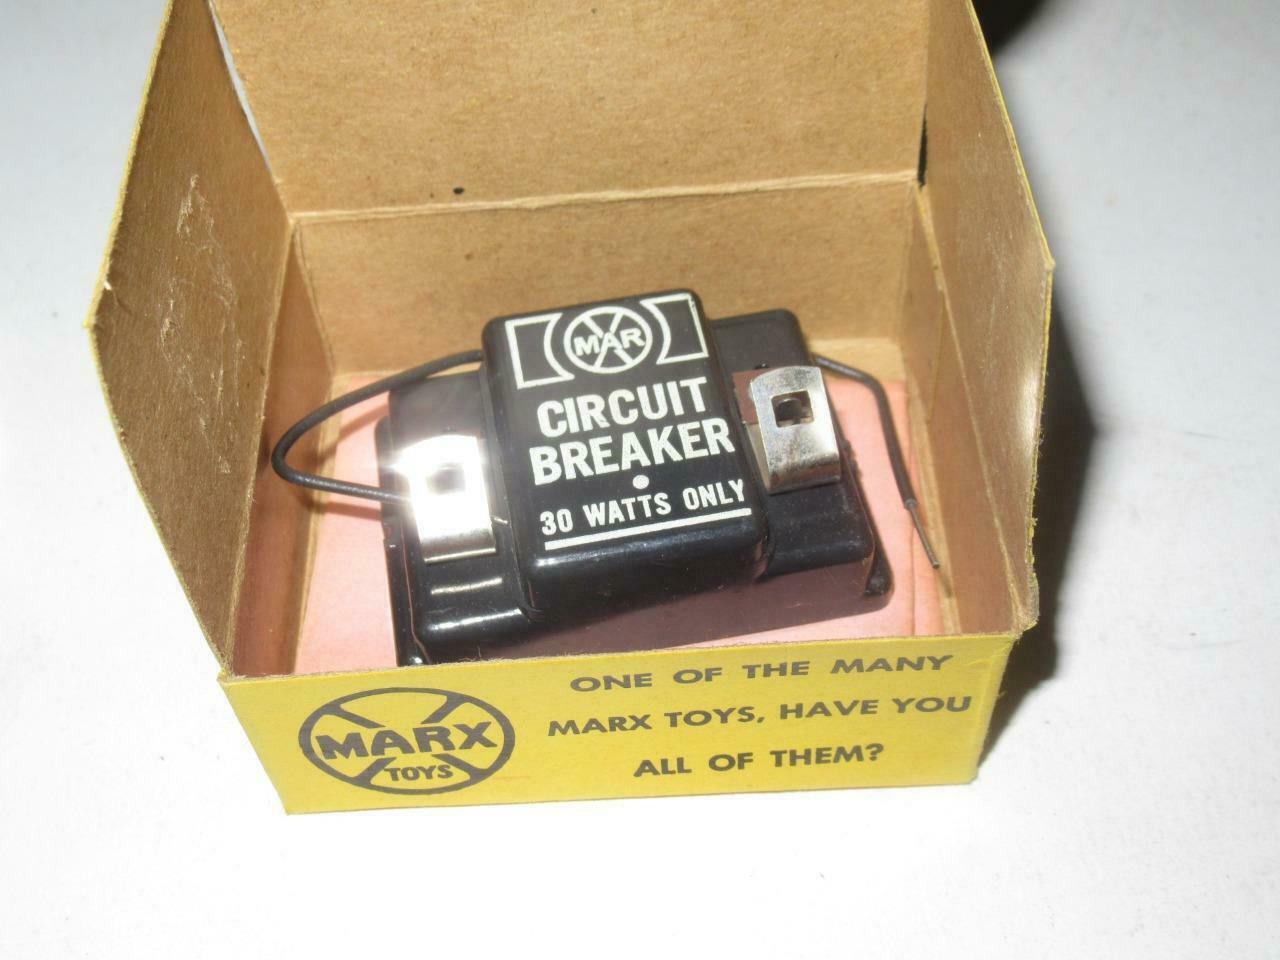 MAR
CIRCUIT
BREAKER
30 WATTS ONLY
MARX
TOYS
ONE OF THE MANY
MARX TOYS, HAVE YOU
ALL OF THEM?